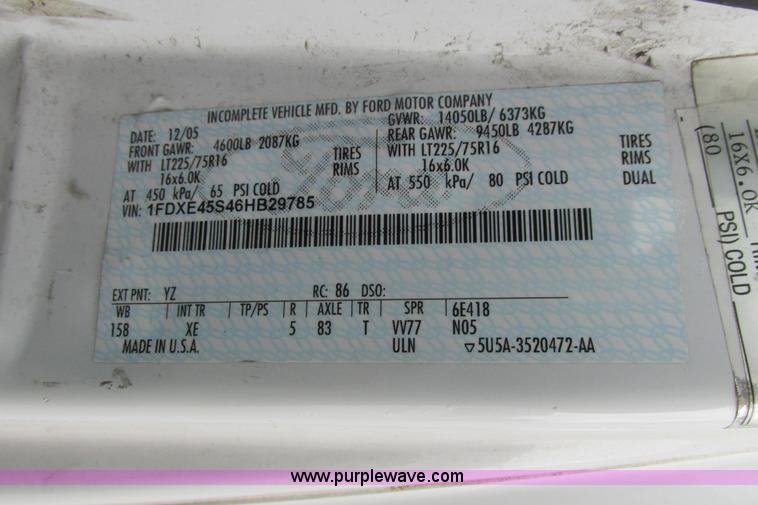 INCOMPLETE VEHICLE MFD. BY FORD MOTOR COMPANY
DATE: 12/05
GVWR: 14050LB/ 6373KG
FRONT GAWR: 4600LB 2087KG
REAR GAWR: 9450LB 4287KG
WITH LT225/75R16 TIRES
WITH LT225/75R16 TIRES
16x6.0K RIMS
16x6.0K RIMS
AT 450 kPa/ 65 PSI COLD
AT 550 kPa/ 80 PSI COLD DUAL
VIN: 1FDXE45S46HB29785
Ford
EXT PNT: YZ RC: 86 DSO:
WB INT TR TP/PS R AXLE TR SPR 6E418
158 XE 5 83 T VV77 N05
MADE IN U.S.A. ULN ▽5U5A-3520472-AA
16X6.0K
(80 PSI) COLD
www.purplewave.com